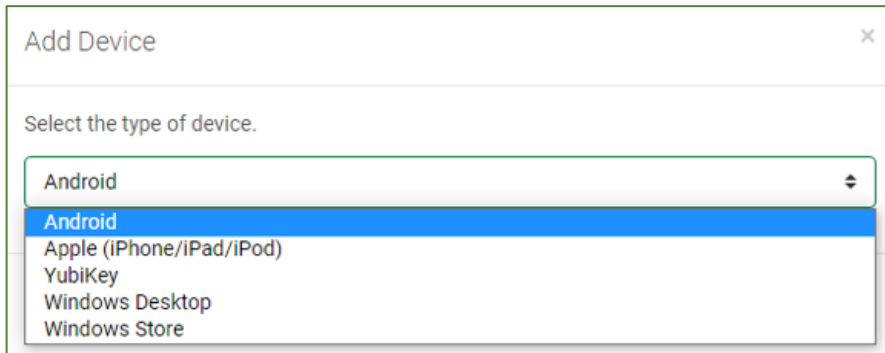 Add Device
×
Select the type of device.
Android
Android
Apple (iPhone/iPad/iPod)
YubiKey
Windows Desktop
Windows Store